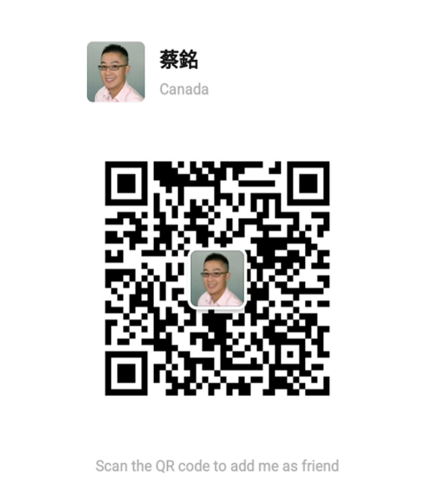 蔡銘
Canada
Scan the QR code to add me as friend